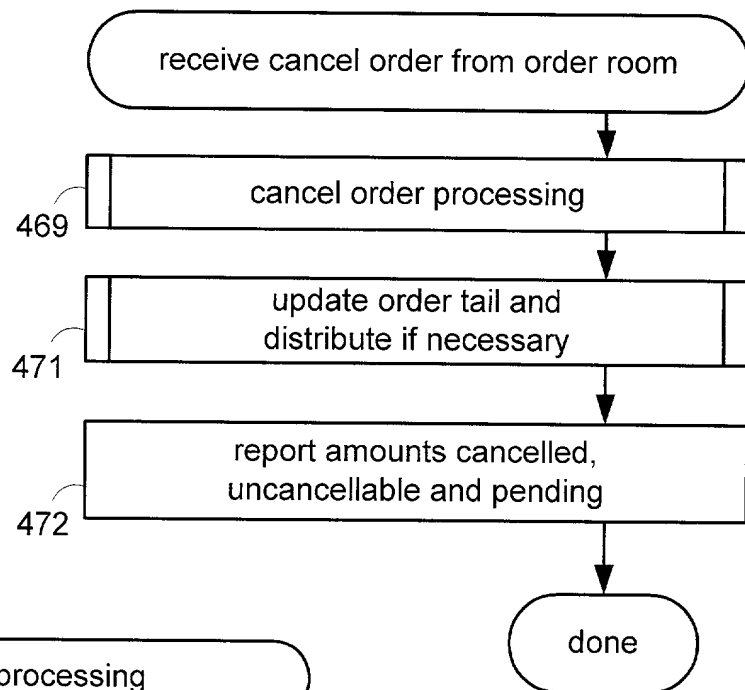 receive cancel order from order room
cancel order processing
469
update order tail and
distribute if necessary
471
report amounts cancelled,
uncancellable and pending
472
done
processing